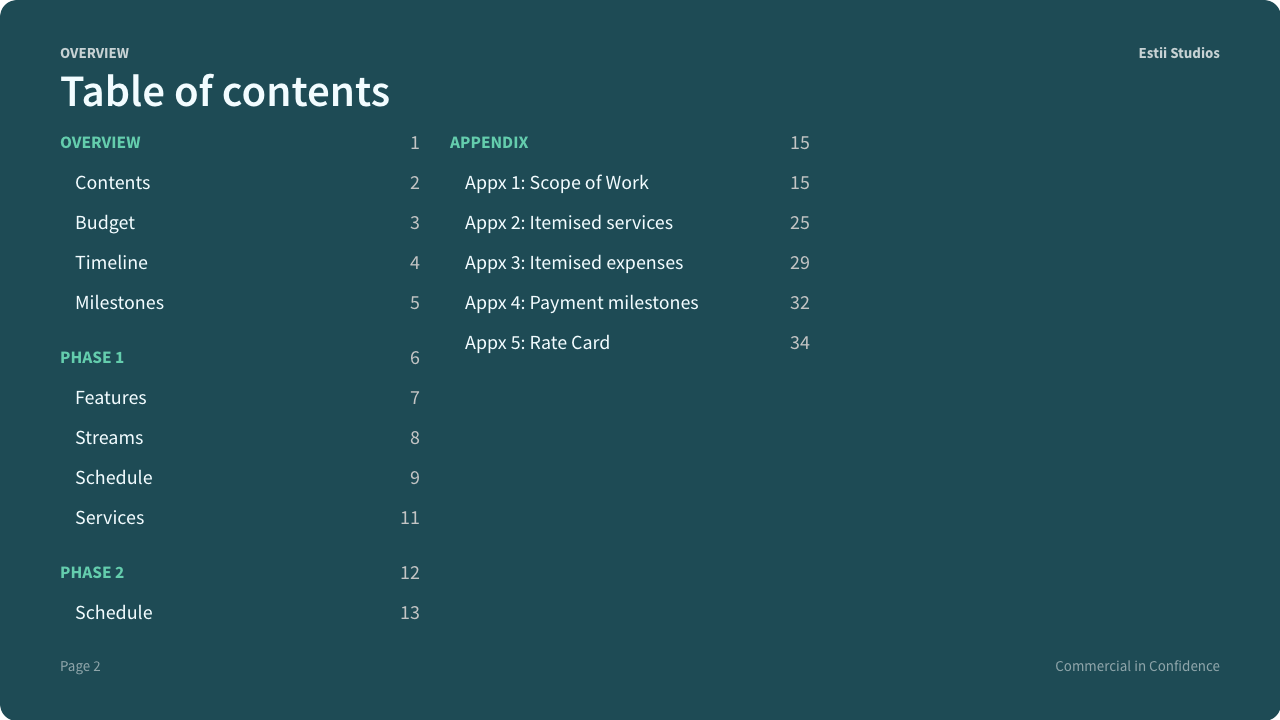 OVERVIEW
Estii Studios
Table of contents
OVERVIEW 1
Contents 2
Budget 3
Timeline 4
Milestones 5
PHASE 1 6
Features 7
Streams 8
Schedule 9
Services 11
PHASE 2 12
Schedule 13
APPENDIX 15
Appx 1: Scope of Work 15
Appx 2: Itemised services 25
Appx 3: Itemised expenses 29
Appx 4: Payment milestones 32
Appx 5: Rate Card 34
Page 2
Commercial in Confidence